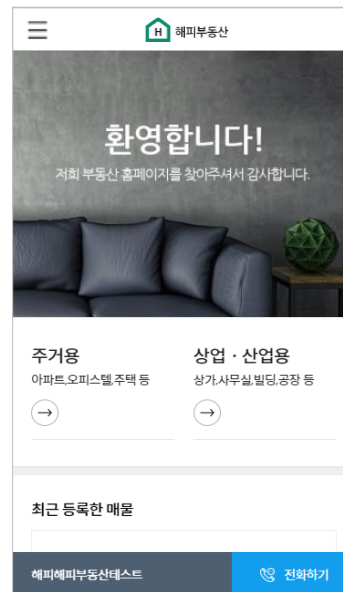 H 해피부동산
환영합니다!
저희 부동산 홈페이지를 찾아주셔서 감사합니다.
주거용
아파트,오피스텔,주택 등
상업 · 산업용
상가,사무실,빌딩,공장 등
최근 등록한 매물
해피해피부동산테스트
전화하기